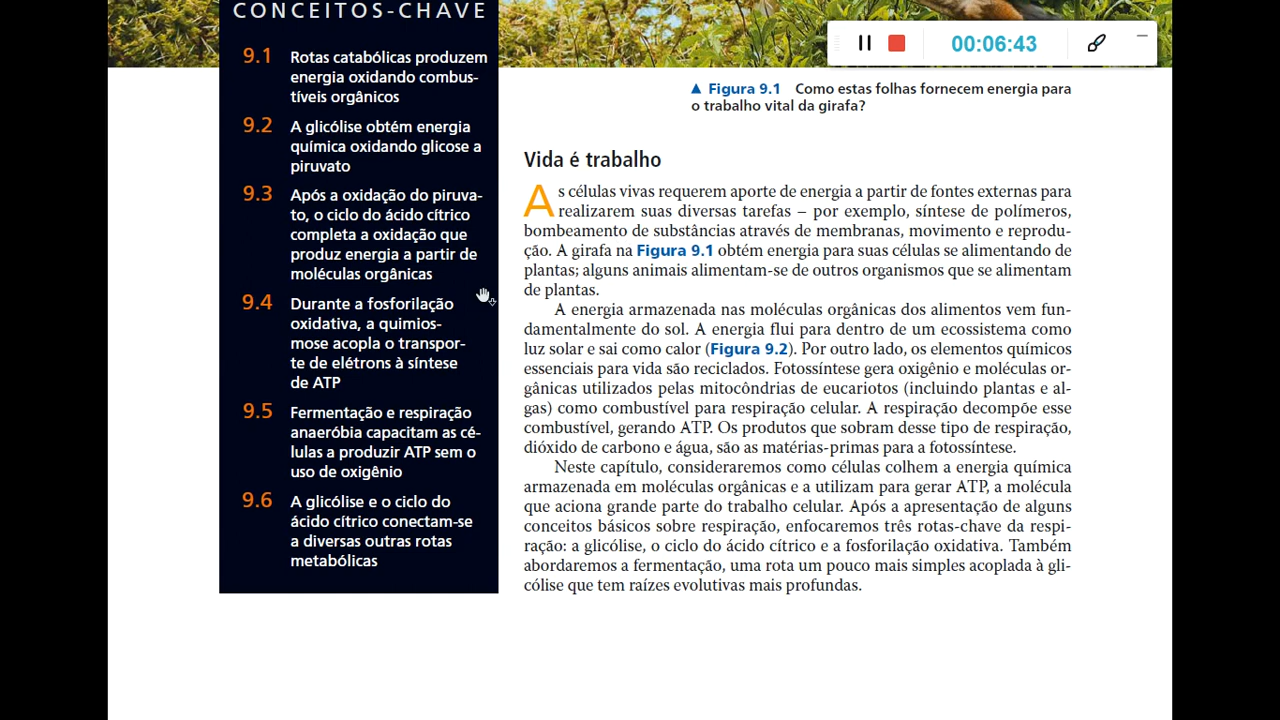 CONCEITOS-CHAVE
9.1 Rotas catabólicas produzem
energia oxidando combus-
tíveis orgânicos
9.2 A glicólise obtém energia
química oxidando glicose a
piruvato
9.3 Após a oxidação do piruva-
to, o ciclo do ácido cítrico
completa a oxidação que
produz energia a partir de
moléculas orgânicas
9.4 Durante a fosforilação
oxidativa, a quimios-
mose acopla o transpor-
te de elétrons à síntese
de ATP
9.5 Fermentação e respiração
anaeróbia capacitam as cé-
lulas a produzir ATP sem o
uso de oxigênio
9.6 A glicólise e o ciclo do
ácido cítrico conectam-se
a diversas outras rotas
metabólicas
00:06:43
▲ Figura 9.1 Como estas folhas fornecem energia para
o trabalho vital da girafa?
Vida é trabalho
As células vivas requerem aporte de energia a partir de fontes externas para
realizarem suas diversas tarefas – por exemplo, síntese de polímeros,
bombeamento de substâncias através de membranas, movimento e reprodu-
ção. A girafa na Figura 9.1 obtém energia para suas células se alimentando de
plantas; alguns animais alimentam-se de outros organismos que se alimentam
de plantas.
A energia armazenada nas moléculas orgânicas dos alimentos vem fun-
damentalmente do sol. A energia flui para dentro de um ecossistema como
luz solar e sai como calor (Figura 9.2). Por outro lado, os elementos químicos
essenciais para vida são reciclados. Fotossíntese gera oxigênio e moléculas or-
gânicas utilizados pelas mitocôndrias de eucariotos (incluindo plantas e al-
gas) como combustível para respiração celular. A respiração decompõe esse
combustível, gerando ATP. Os produtos que sobram desse tipo de respiração,
dióxido de carbono e água, são as matérias-primas para a fotossíntese.
Neste capítulo, consideraremos como células colhem a energia química
armazenada em moléculas orgânicas e a utilizam para gerar ATP, a molécula
que aciona grande parte do trabalho celular. Após a apresentação de alguns
conceitos básicos sobre respiração, enfocaremos três rotas-chave da respi-
ração: a glicólise, o ciclo do ácido cítrico e a fosforilação oxidativa. Também
abordaremos a fermentação, uma rota um pouco mais simples acoplada à gli-
cólise que tem raízes evolutivas mais profundas.